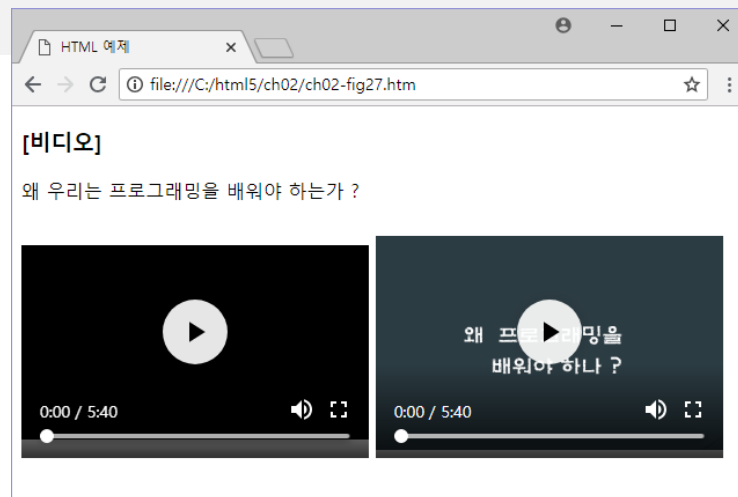 HTML 예제
file:///C:/html5/ch02/ch02-fig27.htm
[비디오]
왜 우리는 프로그래밍을 배워야 하는가 ?
왜 프로그래밍을
배워야 하나 ?
0:00 / 5:40
0:00 / 5:40